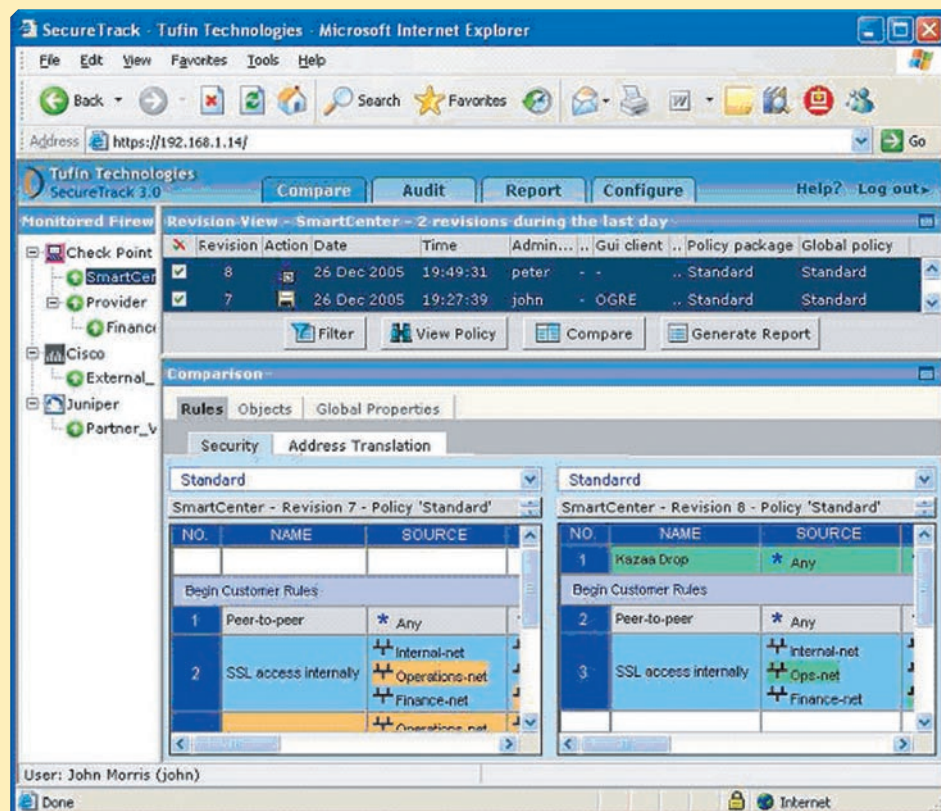 SecureTrack - Tufin Technologies - Microsoft Internet Explorer
File Edit View Favorites Tools Help
Back Search Favorites
Address https://192.168.1.14/ Go
Tufin Technologies
SecureTrack 3.0
Compare Audit Report Configure Help? Log out
Monitored Firew
Revision View - SmartCenter - 2 revisions during the last day
Revision Action Date Time Admin... .. Gui client .. Policy package Global policy
8 26 Dec 2005 19:49:31 peter - - .. Standard Standard
7 26 Dec 2005 19:27:39 john - OGRE .. Standard Standard
Filter View Policy Compare Generate Report
Check Point
SmartCen
Provider
Finance
Cisco
External_
Juniper
Partner_V
Comparison
Rules Objects Global Properties
Security Address Translation
Standard
SmartCenter - Revision 7 - Policy 'Standard'
NO. NAME SOURCE
Begin Customer Rules
1 Peer-to-peer * Any
2 SSL access internally
Internal-net
Operations-net
Finance-net
Operations-net
Standarrd
SmartCenter - Revision 8 - Policy 'Standard'
NO. NAME SOURCE
1 Kazaa Drop * Any
Begin Customer Rules
2 Peer-to-peer * Any
3 SSL access internally
Internal-net
Ops-net
Finance-net
User: John Morris (john)
Done Internet